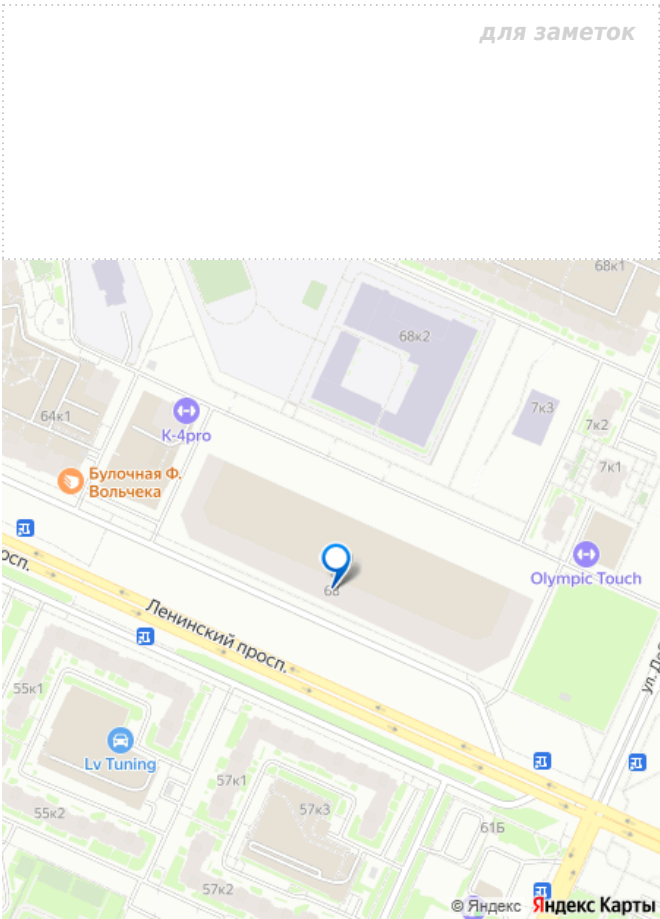 для заметок
68к1
68к2
64к1
К-4pro
7к3
7к2
7к1
Булочная Ф.
Вольчека
Olympic Touch
68
Ленинский просп.
осп.
55к1
Lv Tuning
57к1
57к3
55к2
61Б
57к2
© Яндекс Яндекс Карты